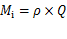 Mᵢ = ρ × Q